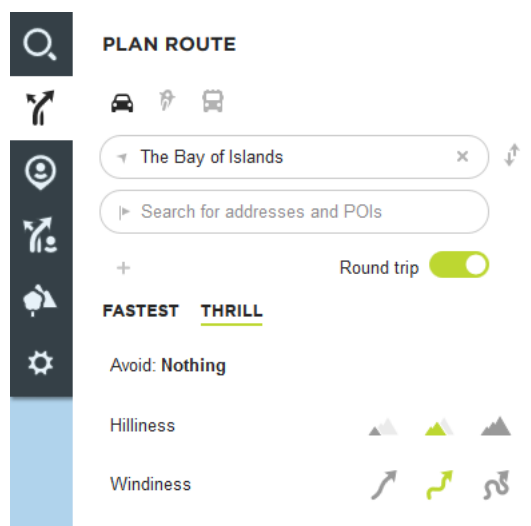 PLAN ROUTE
The Bay of Islands
Search for addresses and POIs
Round trip
FASTEST THRILL
Avoid: Nothing
Hilliness
Windiness